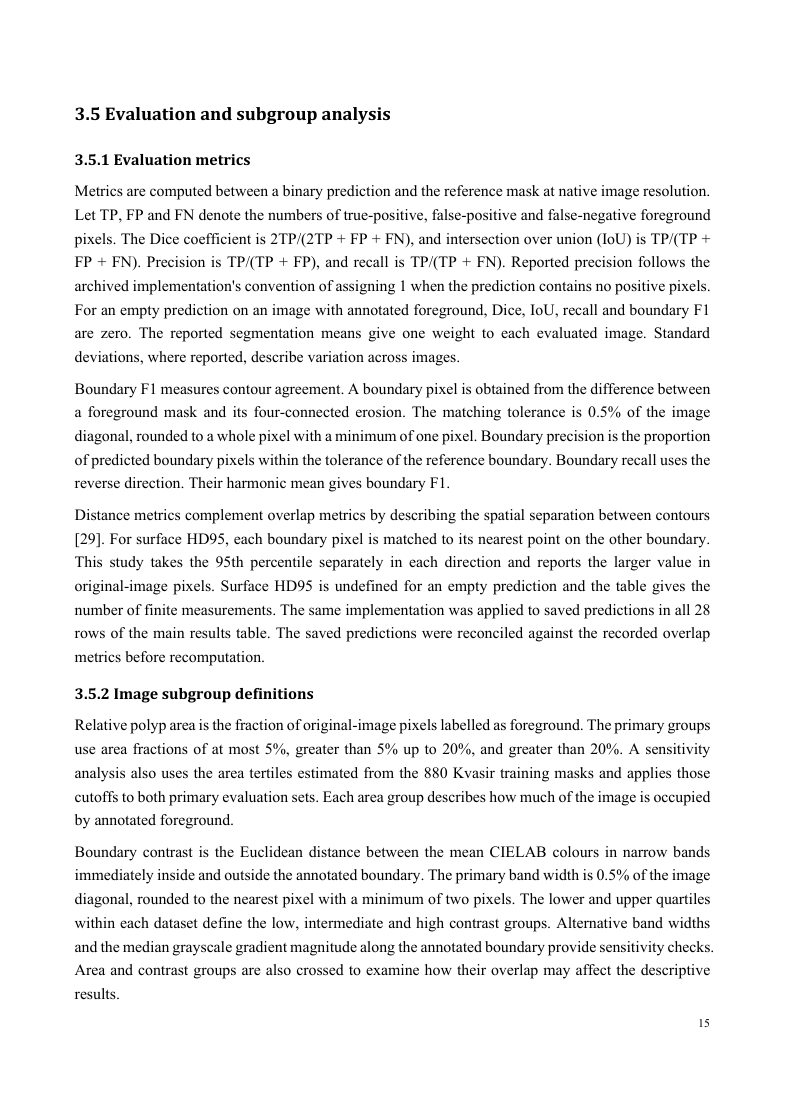 3.5 Evaluation and subgroup analysis
3.5.1 Evaluation metrics
Metrics are computed between a binary prediction and the reference mask at native image resolution.
Let TP, FP and FN denote the numbers of true-positive, false-positive and false-negative foreground
pixels. The Dice coefficient is 2TP/(2TP + FP + FN), and intersection over union (IoU) is TP/(TP +
FP + FN). Precision is TP/(TP + FP), and recall is TP/(TP + FN). Reported precision follows the
archived implementation's convention of assigning 1 when the prediction contains no positive pixels.
For an empty prediction on an image with annotated foreground, Dice, IoU, recall and boundary F1
are zero. The reported segmentation means give one weight to each evaluated image. Standard
deviations, where reported, describe variation across images.
Boundary F1 measures contour agreement. A boundary pixel is obtained from the difference between
a foreground mask and its four-connected erosion. The matching tolerance is 0.5% of the image
diagonal, rounded to a whole pixel with a minimum of one pixel. Boundary precision is the proportion
of predicted boundary pixels within the tolerance of the reference boundary. Boundary recall uses the
reverse direction. Their harmonic mean gives boundary F1.
Distance metrics complement overlap metrics by describing the spatial separation between contours
[29]. For surface HD95, each boundary pixel is matched to its nearest point on the other boundary.
This study takes the 95th percentile separately in each direction and reports the larger value in
original-image pixels. Surface HD95 is undefined for an empty prediction and the table gives the
number of finite measurements. The same implementation was applied to saved predictions in all 28
rows of the main results table. The saved predictions were reconciled against the recorded overlap
metrics before recomputation.
3.5.2 Image subgroup definitions
Relative polyp area is the fraction of original-image pixels labelled as foreground. The primary groups
use area fractions of at most 5%, greater than 5% up to 20%, and greater than 20%. A sensitivity
analysis also uses the area tertiles estimated from the 880 Kvasir training masks and applies those
cutoffs to both primary evaluation sets. Each area group describes how much of the image is occupied
by annotated foreground.
Boundary contrast is the Euclidean distance between the mean CIELAB colours in narrow bands
immediately inside and outside the annotated boundary. The primary band width is 0.5% of the image
diagonal, rounded to the nearest pixel with a minimum of two pixels. The lower and upper quartiles
within each dataset define the low, intermediate and high contrast groups. Alternative band widths
and the median grayscale gradient magnitude along the annotated boundary provide sensitivity checks.
Area and contrast groups are also crossed to examine how their overlap may affect the descriptive
results.
15